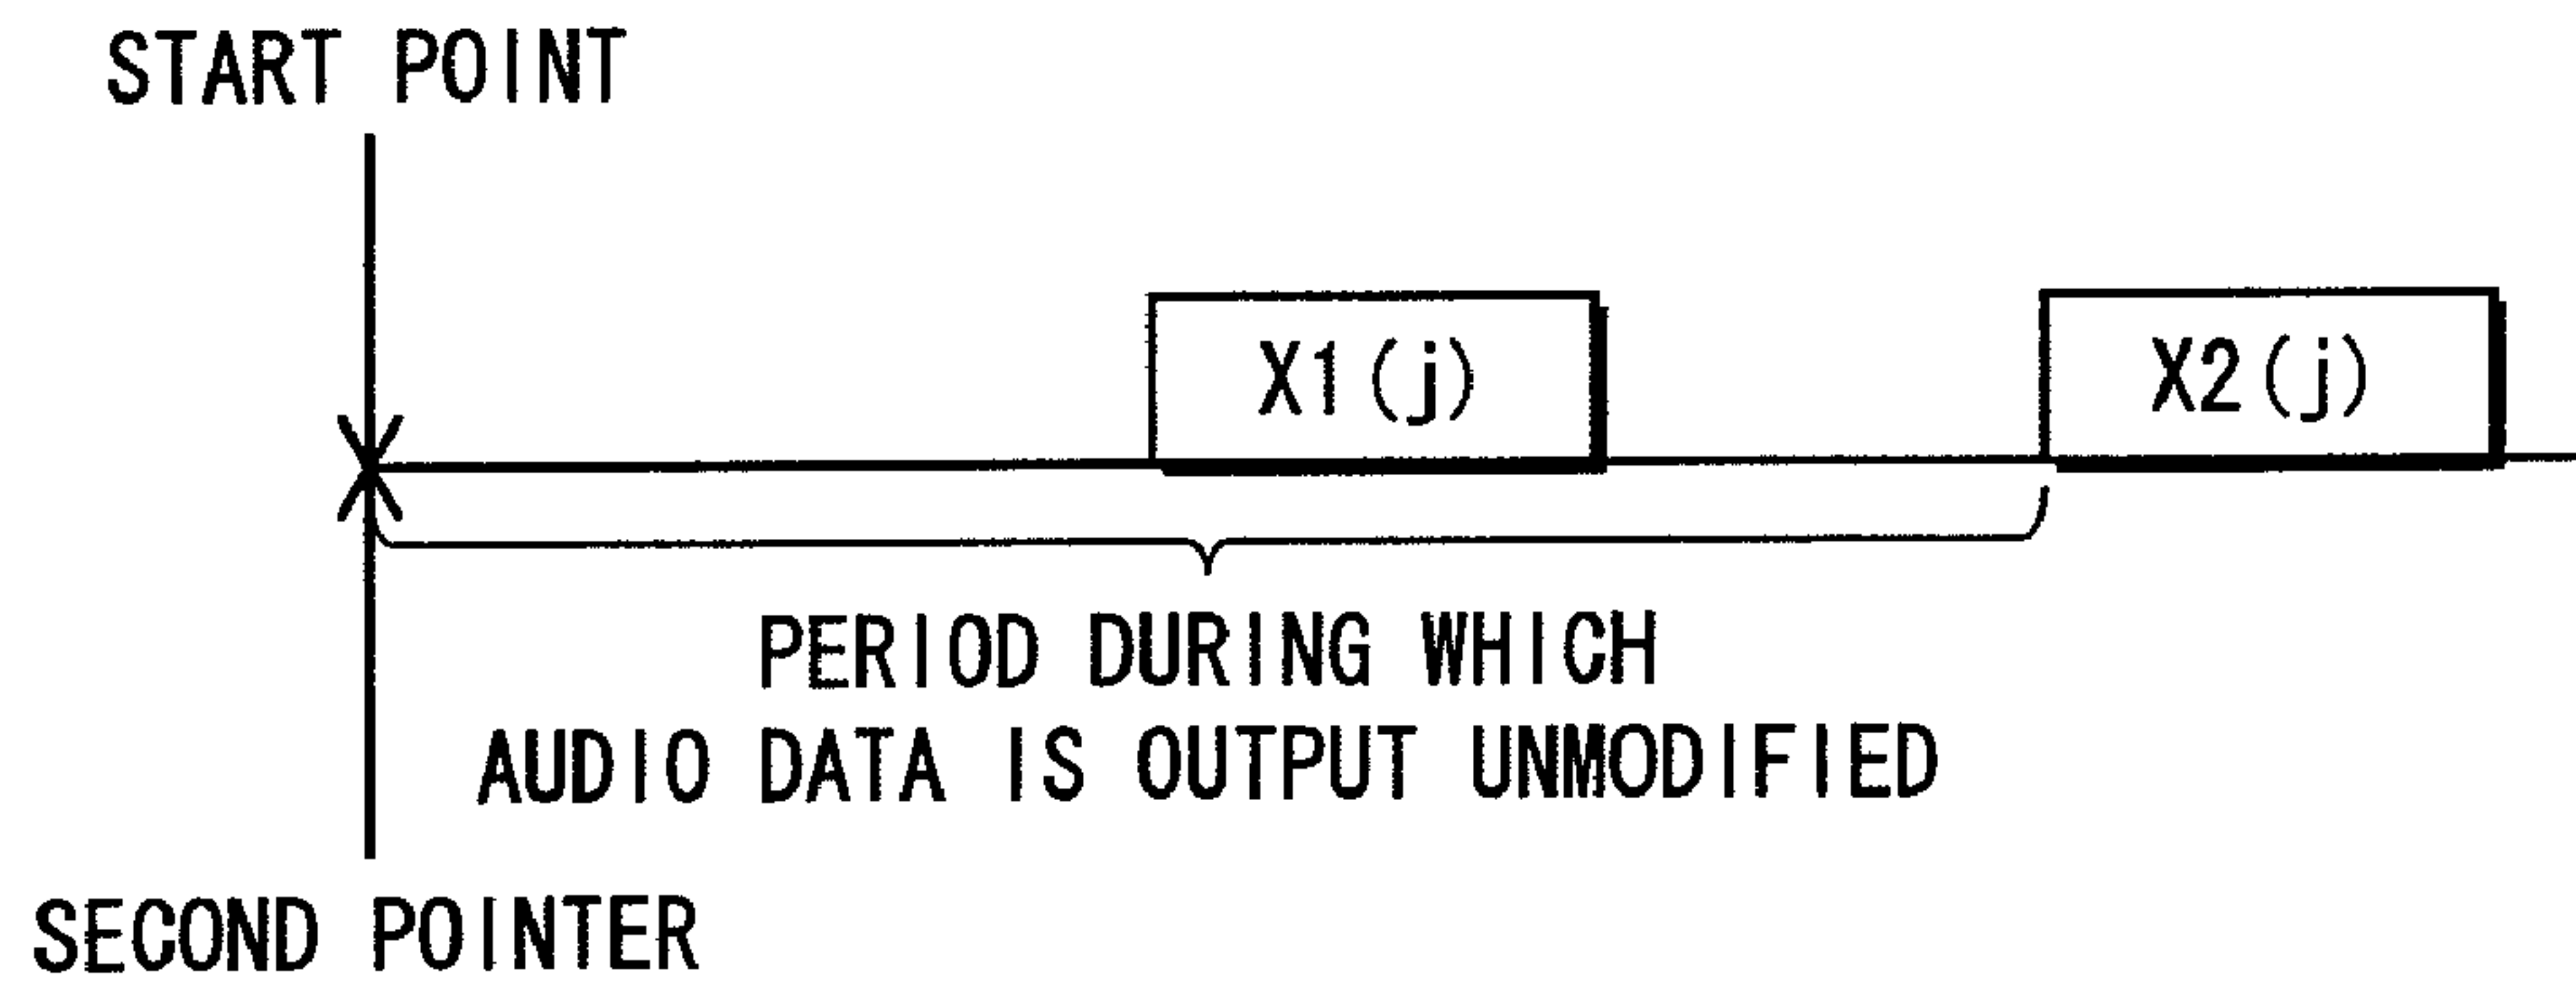 START POINT
X1(j)
X2(j)
PERIOD DURING WHICH
AUDIO DATA IS OUTPUT UNMODIFIED
SECOND POINTER